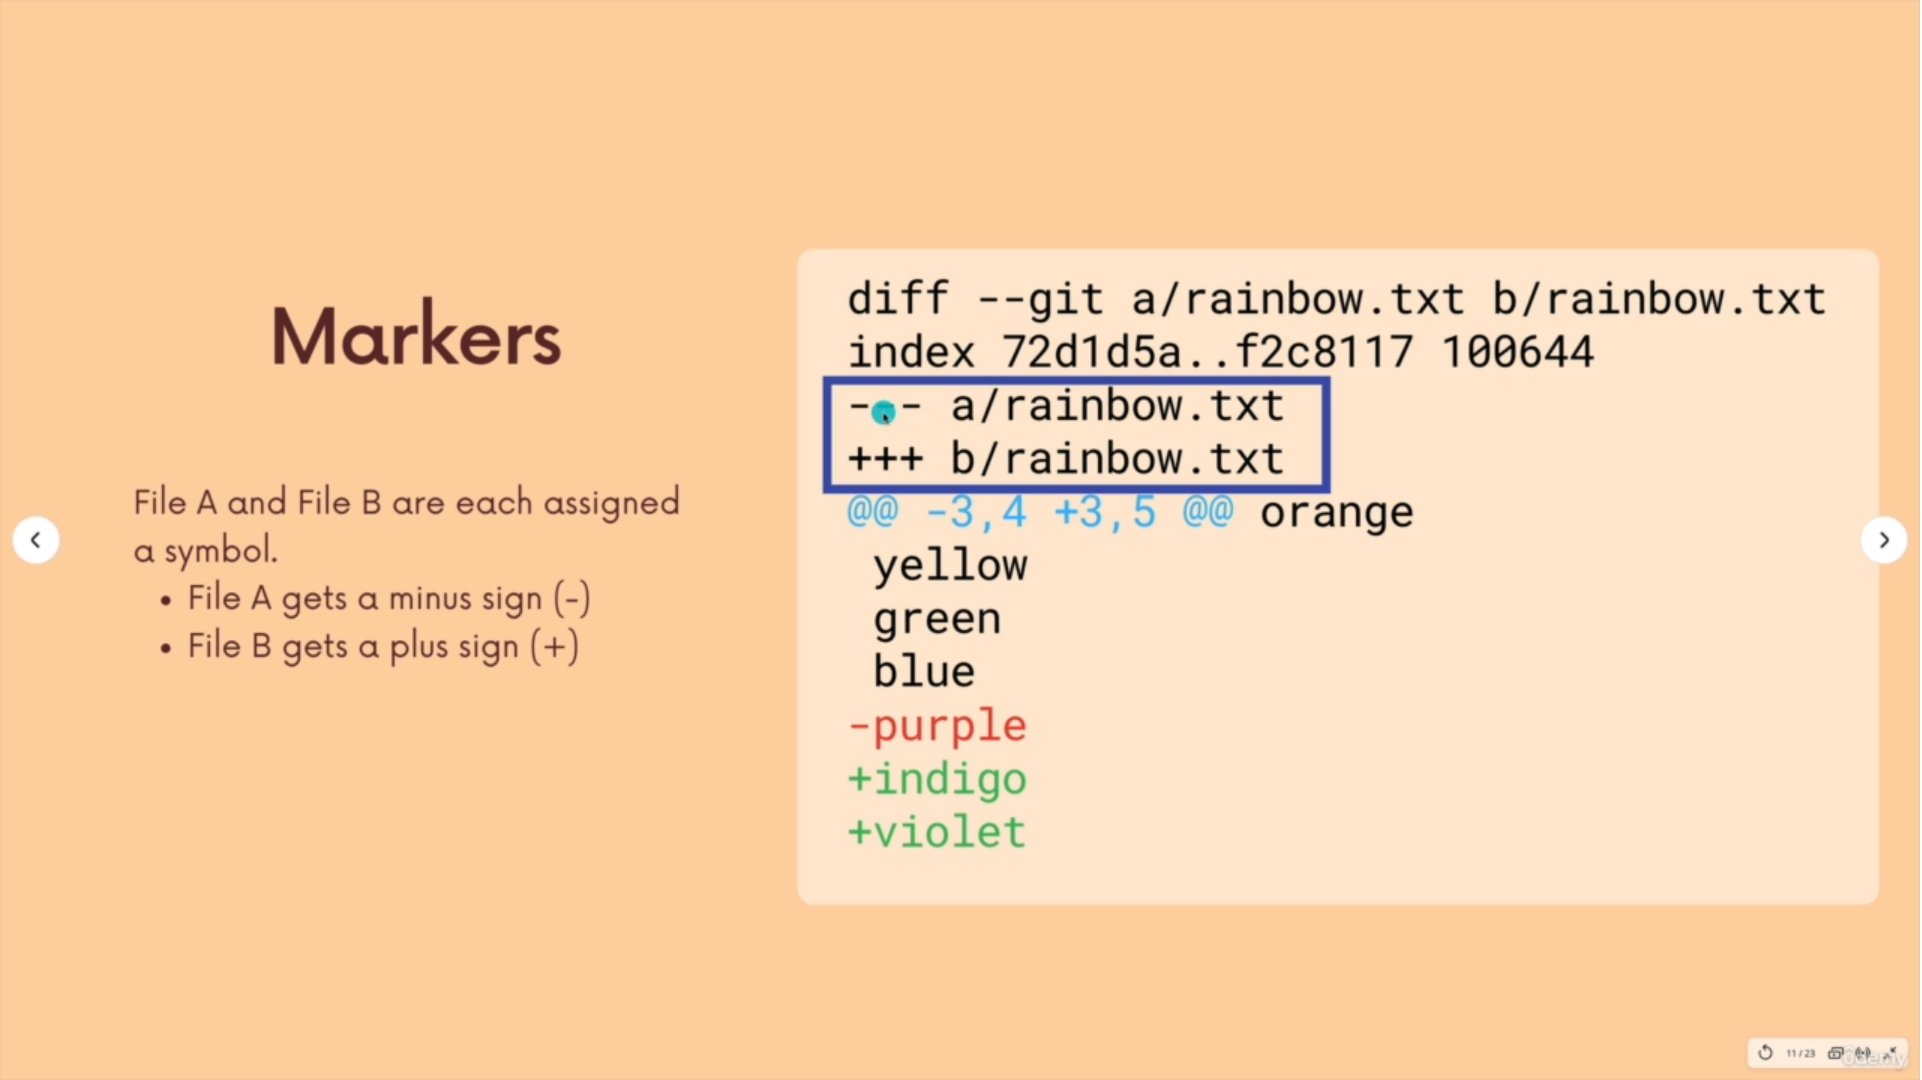 Markers
File A and File B are each assigned
a symbol.
• File A gets a minus sign (-)
• File B gets a plus sign (+)
diff --git a/rainbow.txt b/rainbow.txt
index 72d1d5a..f2c8117 100644
--- a/rainbow.txt
+++ b/rainbow.txt
@@ -3,4 +3,5 @@ orange
yellow
green
blue
-purple
+indigo
+violet
11 / 23
Udemy